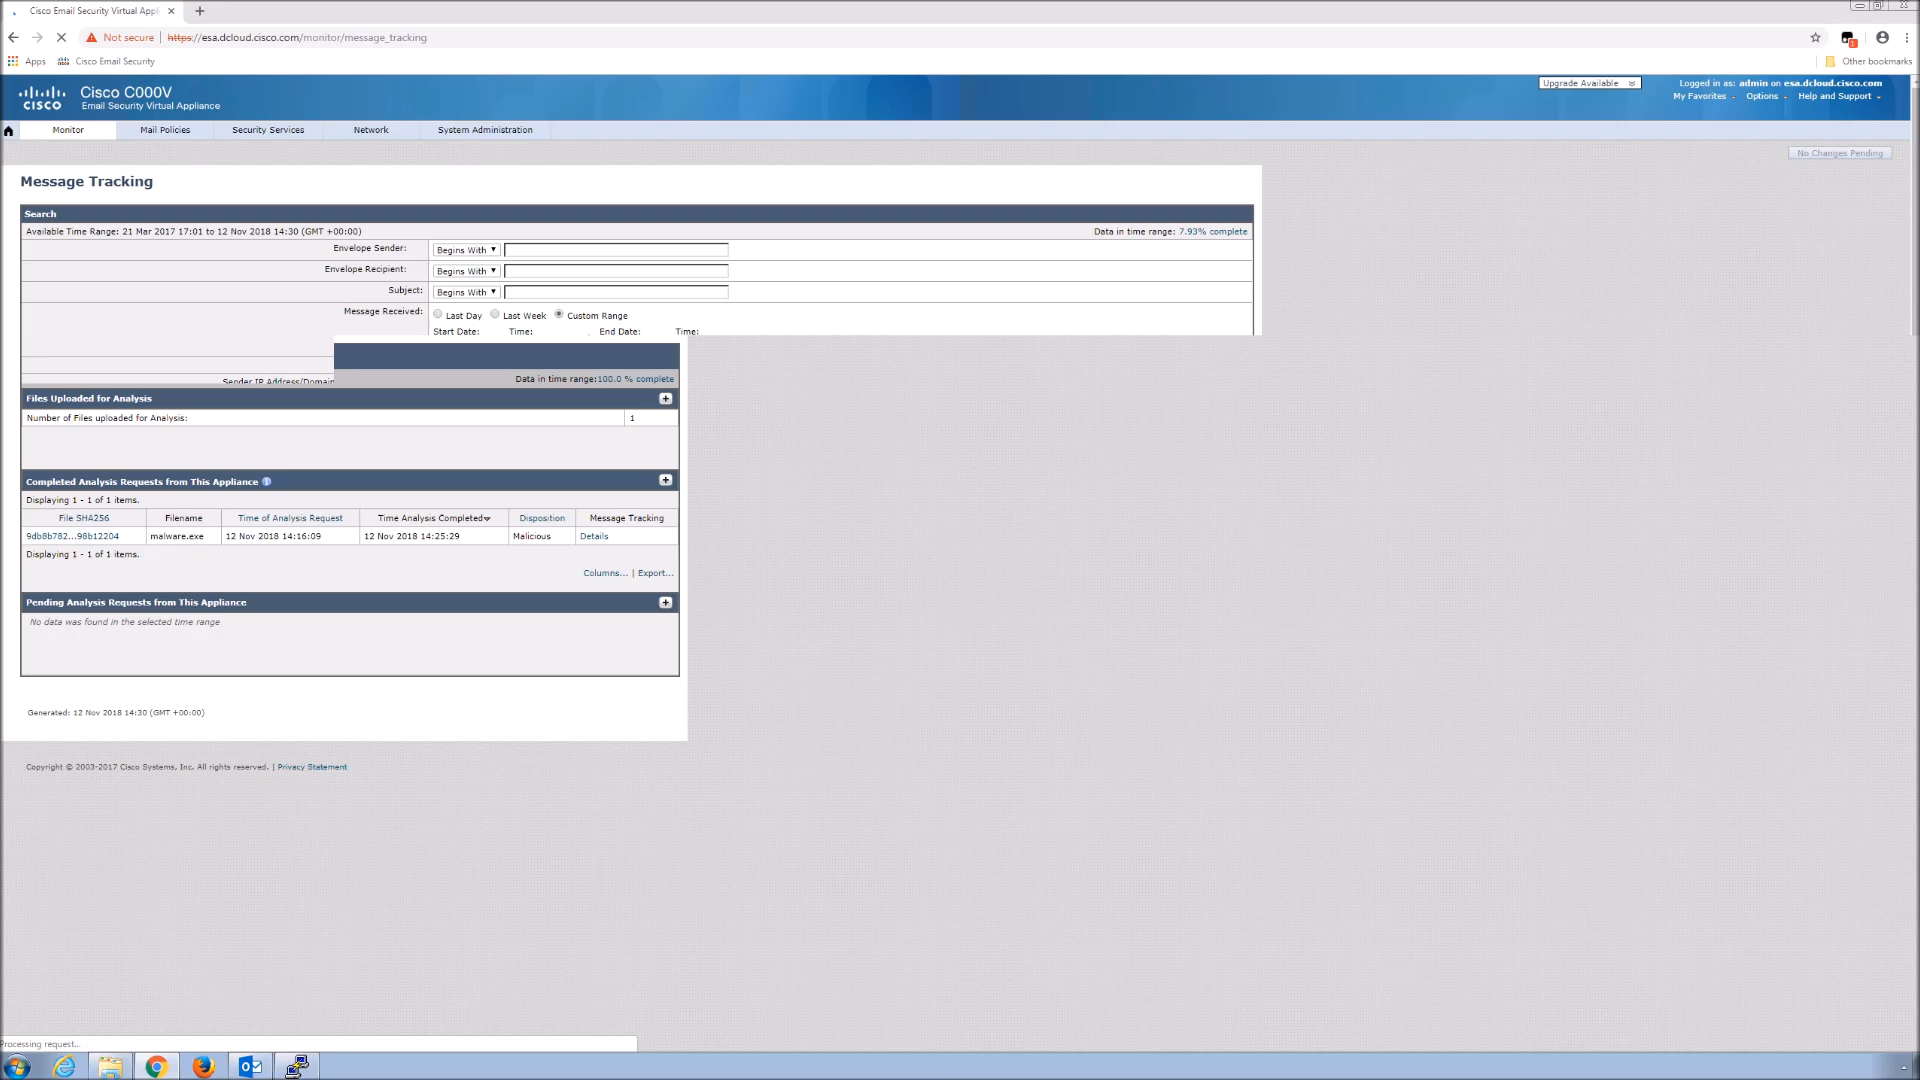 Cisco Email Security Virtual Appl
Not secure
https://esa.dcloud.cisco.com/monitor/message_tracking
1
Apps
Cisco Email Security
Other bookmarks
CISCO
Cisco C000V
Email Security Virtual Appliance
Upgrade Available
Logged in as: admin on esa.dcloud.cisco.com
My Favorites
Options
Help and Support
Monitor
Mail Policies
Security Services
Network
System Administration
No Changes Pending
Message Tracking
Search
Available Time Range: 21 Mar 2017 17:01 to 12 Nov 2018 14:30 (GMT +00:00)
Data in time range: 7.93% complete
Envelope Sender:
Begins With
Envelope Recipient:
Begins With
Subject:
Begins With
Message Received:
Last Day
Last Week
Custom Range
Start Date:
Time:
End Date:
Time:
Sender IP Address/Domain
Data in time range:100.0 % complete
Files Uploaded for Analysis
Number of Files uploaded for Analysis:
1
Completed Analysis Requests from This Appliance
Displaying 1 - 1 of 1 items.
File SHA256
Filename
Time of Analysis Request
Time Analysis Completed
Disposition
Message Tracking
9db8b782...98b12204
malware.exe
12 Nov 2018 14:16:09
12 Nov 2018 14:25:29
Malicious
Details
Displaying 1 - 1 of 1 items.
Columns... | Export...
Pending Analysis Requests from This Appliance
No data was found in the selected time range
Generated: 12 Nov 2018 14:30 (GMT +00:00)
Copyright © 2003-2017 Cisco Systems, Inc. All rights reserved. | Privacy Statement
Processing request...